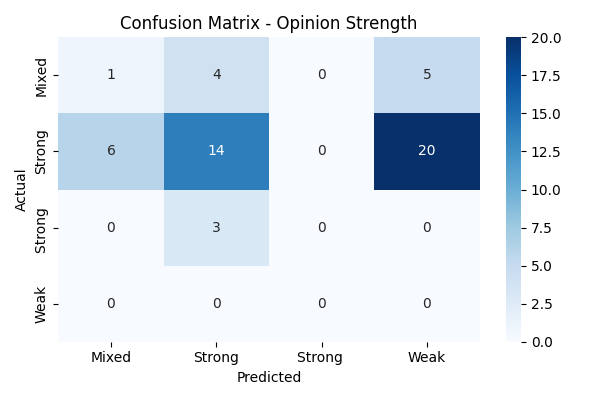 Confusion Matrix - Opinion Strength
Actual
Mixed 1 4 0 5
Strong 6 14 0 20
Strong 0 3 0 0
Weak 0 0 0 0
Mixed Strong Strong Weak
Predicted
20.0
17.5
15.0
12.5
10.0
7.5
5.0
2.5
0.0